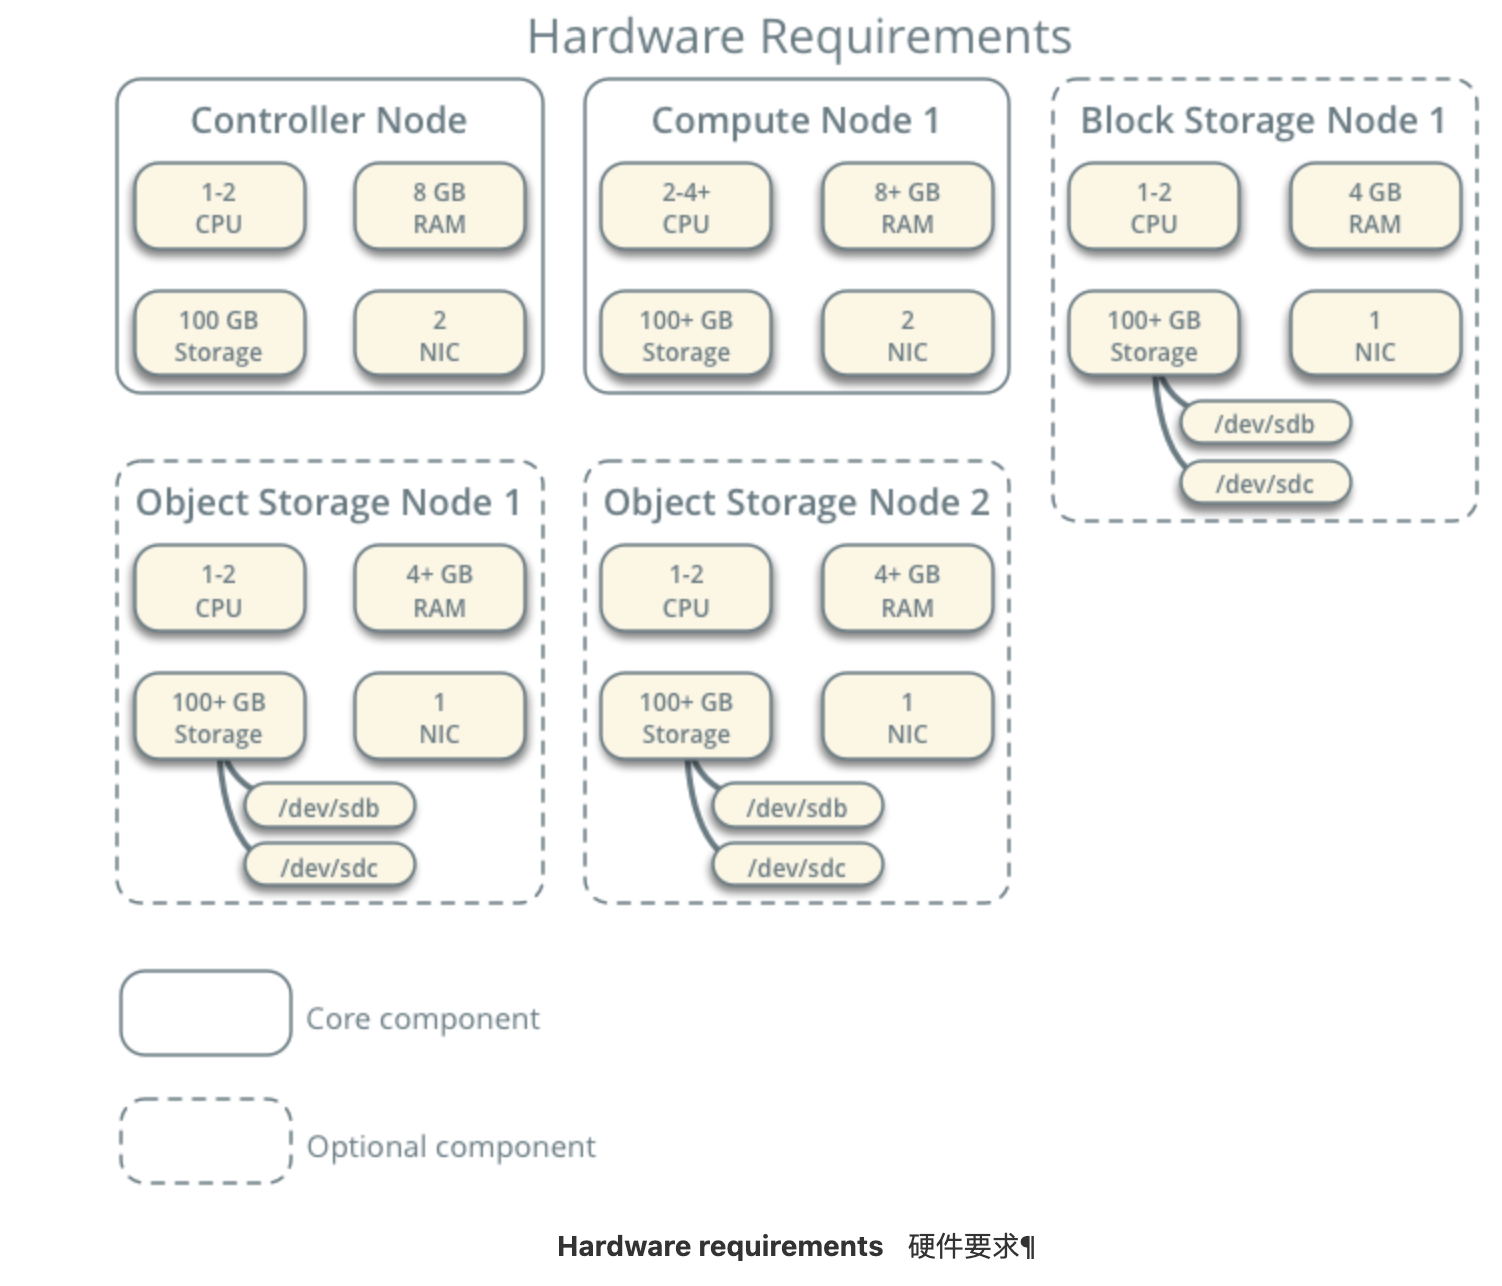 Hardware Requirements
Controller Node
1-2
CPU
8 GB
RAM
100 GB
Storage
2
NIC
Compute Node 1
2-4+
CPU
8+ GB
RAM
100+ GB
Storage
2
NIC
Block Storage Node 1
1-2
CPU
4 GB
RAM
100+ GB
Storage
1
NIC
/dev/sdb
/dev/sdc
Object Storage Node 1
1-2
CPU
4+ GB
RAM
100+ GB
Storage
1
NIC
/dev/sdb
/dev/sdc
Object Storage Node 2
1-2
CPU
4+ GB
RAM
100+ GB
Storage
1
NIC
/dev/sdb
/dev/sdc
Core component
Optional component
Hardware requirements 硬件要求¶